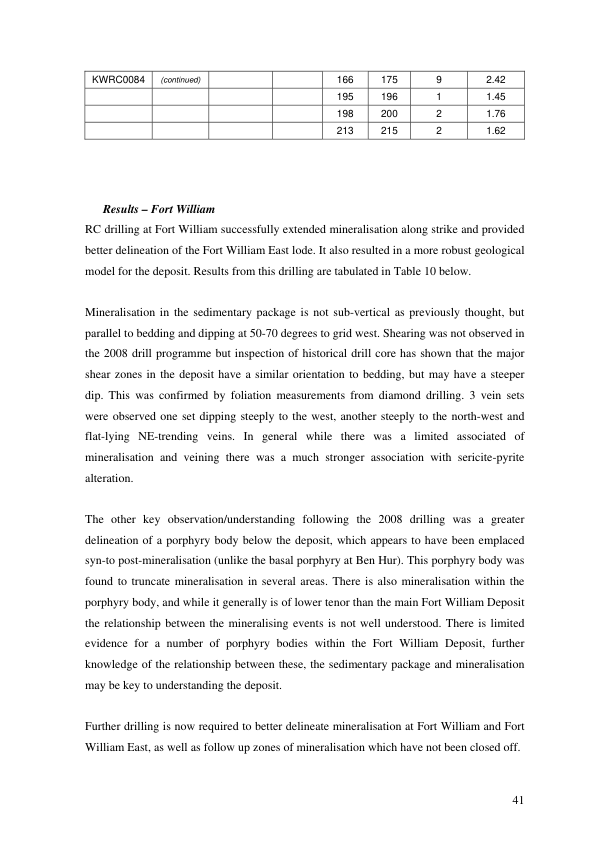 KWRC0084 (continued) 166 175 9 2.42
195 196 1 1.45
198 200 2 1.76
213 215 2 1.62
Results – Fort William
RC drilling at Fort William successfully extended mineralisation along strike and provided
better delineation of the Fort William East lode. It also resulted in a more robust geological
model for the deposit. Results from this drilling are tabulated in Table 10 below.
Mineralisation in the sedimentary package is not sub-vertical as previously thought, but
parallel to bedding and dipping at 50-70 degrees to grid west. Shearing was not observed in
the 2008 drill programme but inspection of historical drill core has shown that the major
shear zones in the deposit have a similar orientation to bedding, but may have a steeper
dip. This was confirmed by foliation measurements from diamond drilling. 3 vein sets
were observed one set dipping steeply to the west, another steeply to the north-west and
flat-lying NE-trending veins. In general while there was a limited associated of
mineralisation and veining there was a much stronger association with sericite-pyrite
alteration.
The other key observation/understanding following the 2008 drilling was a greater
delineation of a porphyry body below the deposit, which appears to have been emplaced
syn-to post-mineralisation (unlike the basal porphyry at Ben Hur). This porphyry body was
found to truncate mineralisation in several areas. There is also mineralisation within the
porphyry body, and while it generally is of lower tenor than the main Fort William Deposit
the relationship between the mineralising events is not well understood. There is limited
evidence for a number of porphyry bodies within the Fort William Deposit, further
knowledge of the relationship between these, the sedimentary package and mineralisation
may be key to understanding the deposit.
Further drilling is now required to better delineate mineralisation at Fort William and Fort
William East, as well as follow up zones of mineralisation which have not been closed off.
41